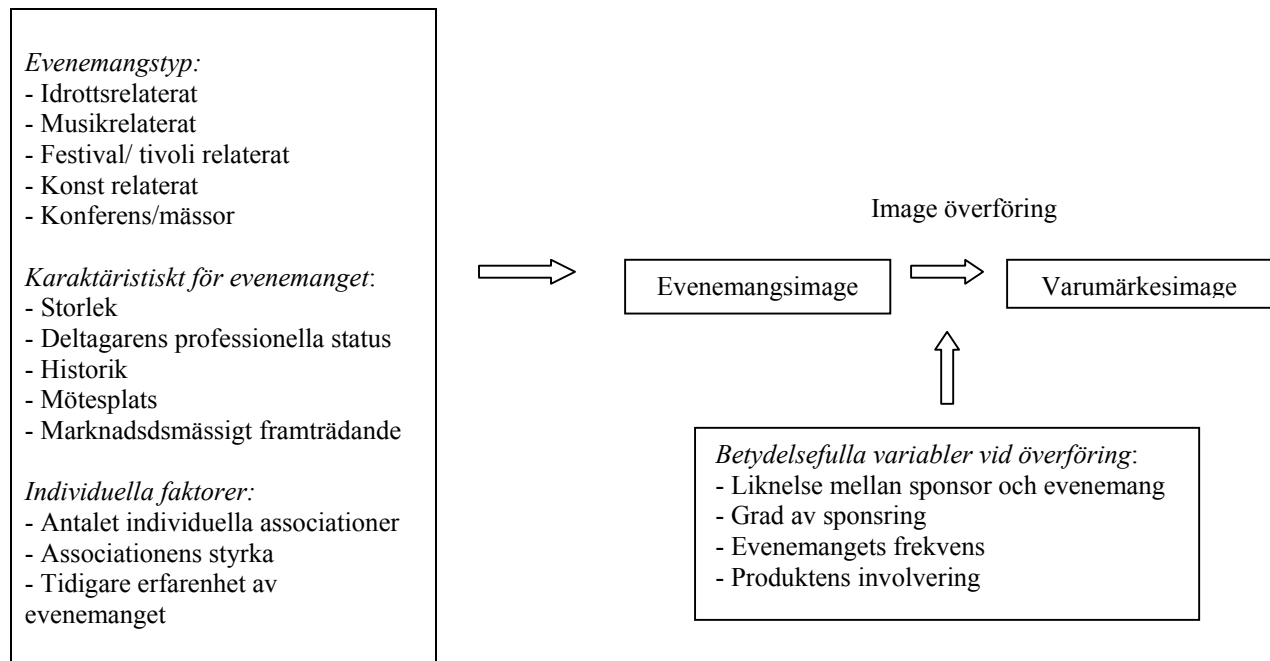 Evenemangstyp:
- Idrottsrelaterat
- Musikrelaterat
- Festival/ tivoli relaterat
- Konst relaterat
- Konferens/mässor
Karaktäristiskt för evenemanget:
- Storlek
- Deltagarens professionella status
- Historik
- Mötesplats
- Marknadsdsmässigt framträdande
Individuella faktorer:
- Antalet individuella associationer
- Associationens styrka
- Tidigare erfarenhet av
evenemanget
Image överföring
Evenemangsimage
Varumärkesimage
Betydelsefulla variabler vid överföring:
- Liknelse mellan sponsor och evenemang
- Grad av sponsring
- Evenemangets frekvens
- Produktens involvering